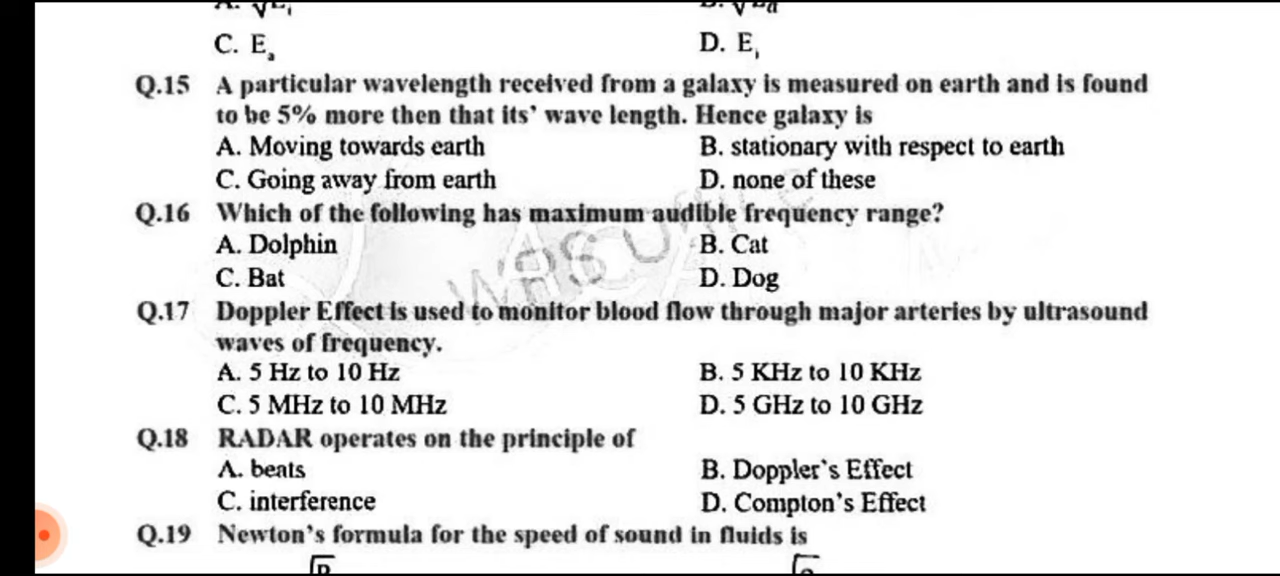 C. Eₐ D. Eᵢ
Q.15 A particular wavelength received from a galaxy is measured on earth and is found
to be 5% more then that its' wave length. Hence galaxy is
A. Moving towards earth B. stationary with respect to earth
C. Going away from earth D. none of these
Q.16 Which of the following has maximum audible frequency range?
A. Dolphin B. Cat
C. Bat D. Dog
Q.17 Doppler Effect is used to monitor blood flow through major arteries by ultrasound
waves of frequency.
A. 5 Hz to 10 Hz B. 5 KHz to 10 KHz
C. 5 MHz to 10 MHz D. 5 GHz to 10 GHz
Q.18 RADAR operates on the principle of
A. beats B. Doppler's Effect
C. interference D. Compton's Effect
Q.19 Newton's formula for the speed of sound in fluids is